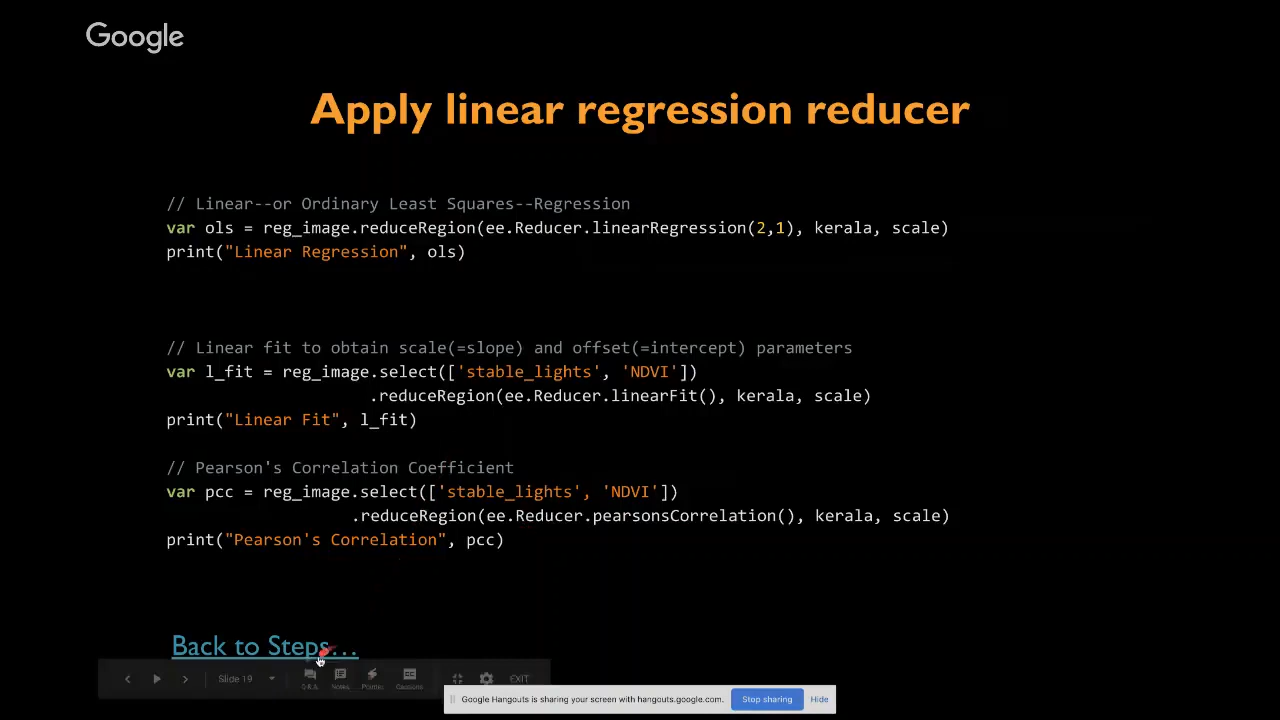 Google
Apply linear regression reducer
// Linear--or Ordinary Least Squares--Regression
var ols = reg_image.reduceRegion(ee.Reducer.linearRegression(2,1), kerala, scale)
print("Linear Regression", ols)
// Linear fit to obtain scale(=slope) and offset(=intercept) parameters
var l_fit = reg_image.select(['stable_lights', 'NDVI'])
.reduceRegion(ee.Reducer.linearFit(), kerala, scale)
print("Linear Fit", l_fit)
// Pearson's Correlation Coefficient
var pcc = reg_image.select(['stable_lights', 'NDVI'])
.reduceRegion(ee.Reducer.pearsonsCorrelation(), kerala, scale)
print("Pearson's Correlation", pcc)
Back to Steps...
Slide 19
Q & A
Notes
Pointer
Captions
EXIT
Google Hangouts is sharing your screen with hangouts.google.com.
Stop sharing
Hide